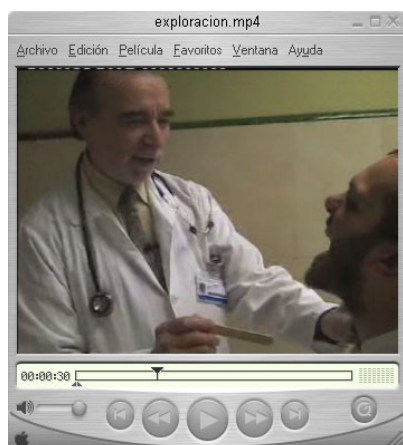 exploracion.mp4
Archivo Edición Película Favoritos Ventana Ayuda
00:00:30